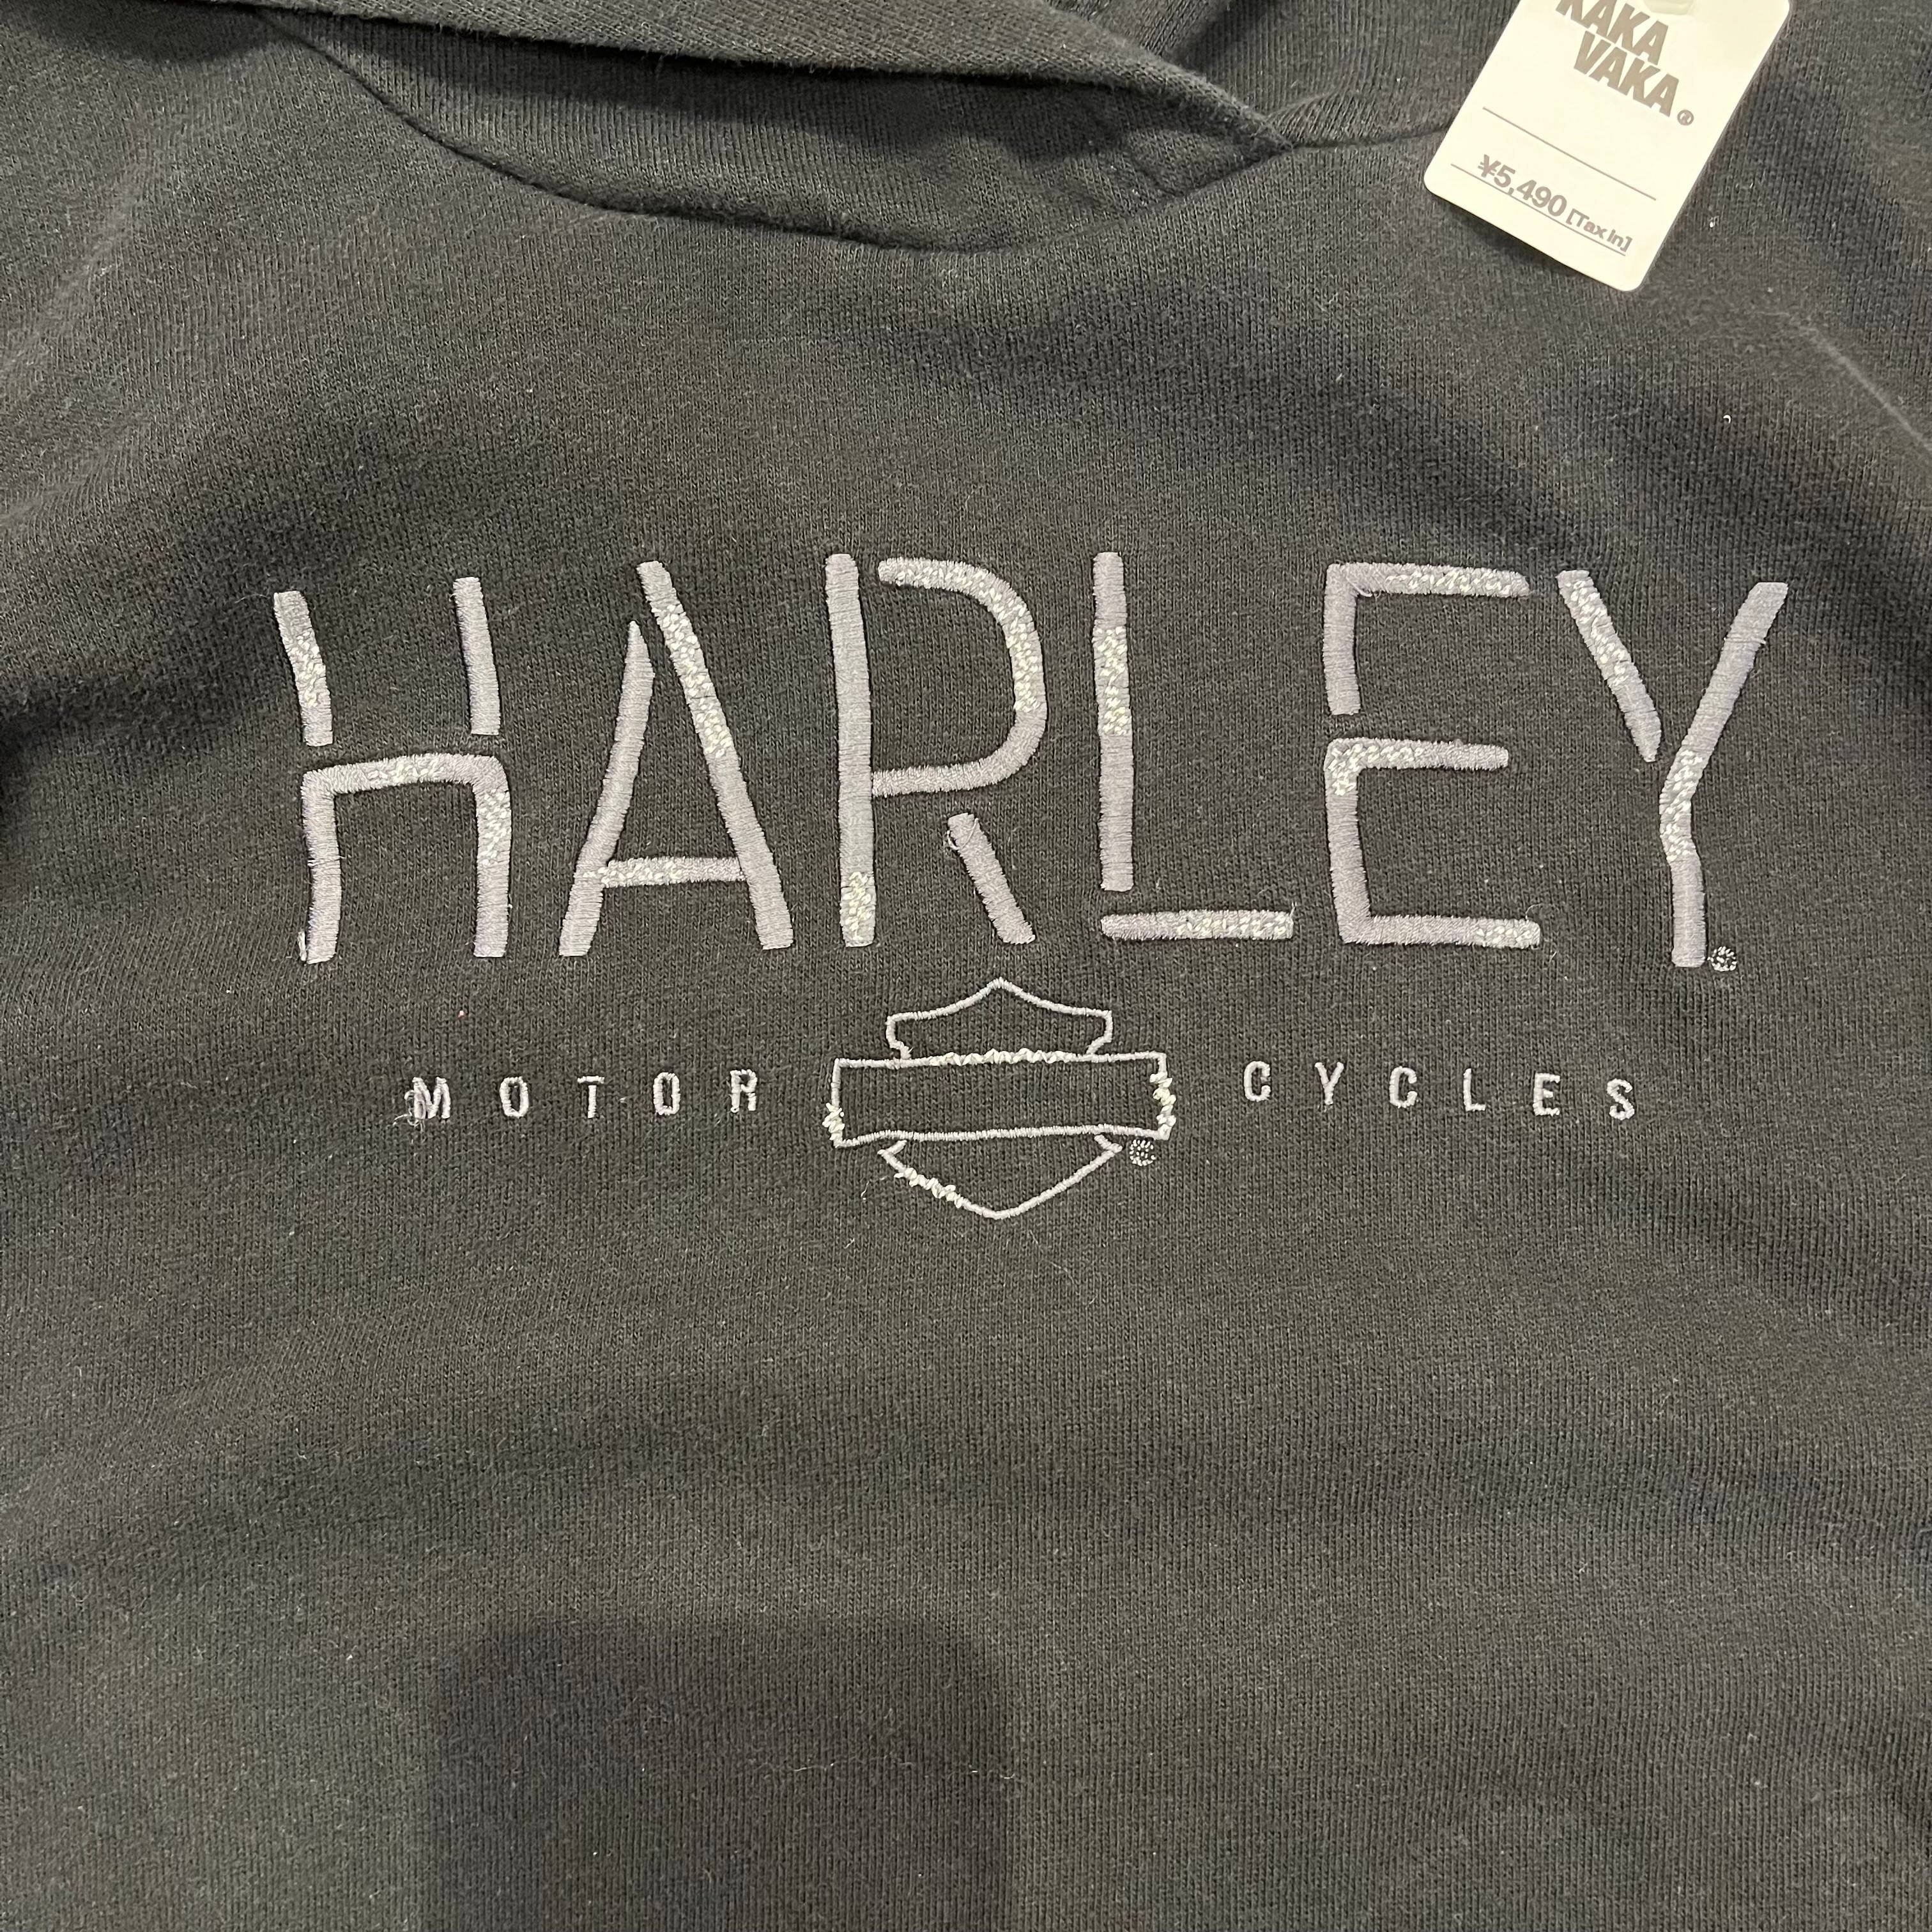 KAKA
VAKA®
¥5,490 [Tax In]
HARLEY
MOTOR CYCLES